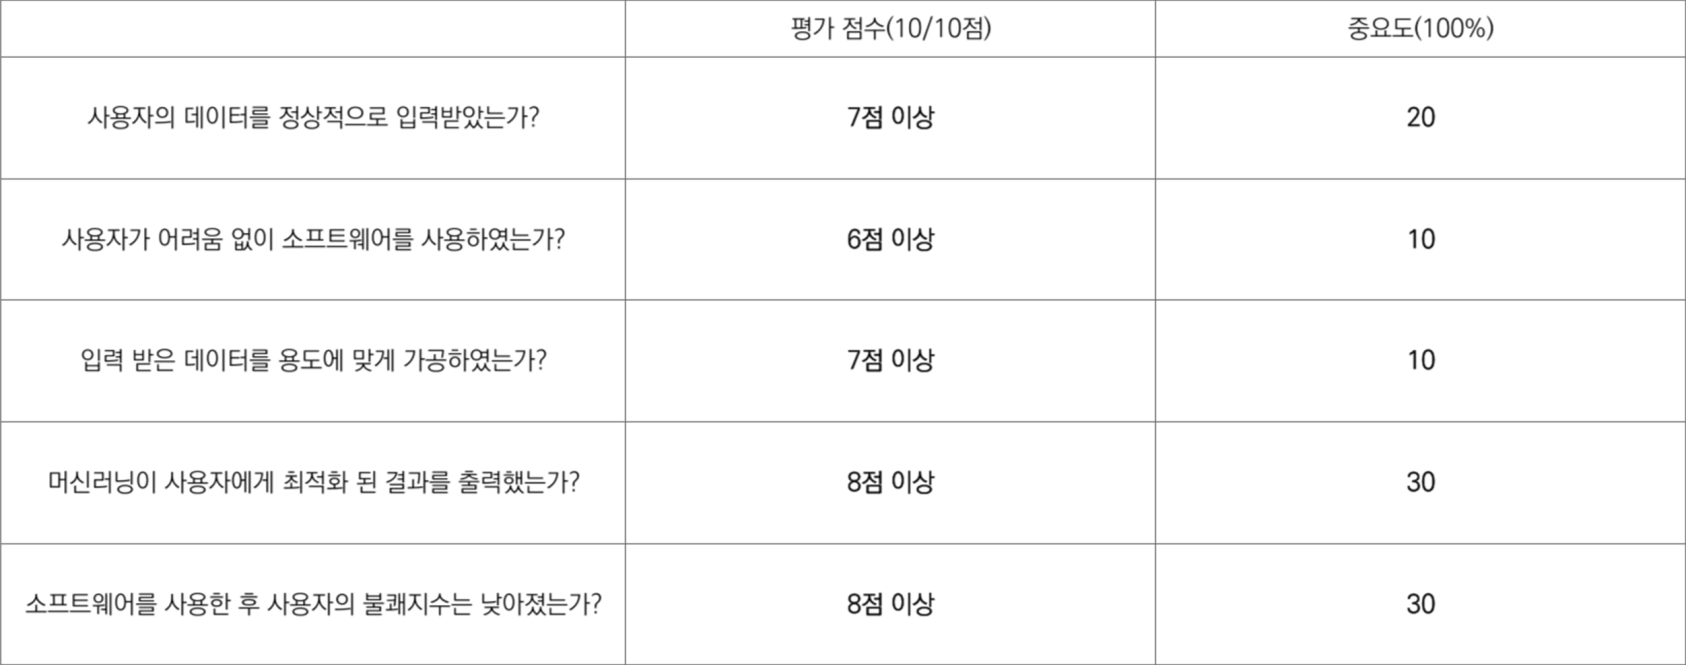 평가 점수(10/10점) 중요도(100%)
사용자의 데이터를 정상적으로 입력받았는가? 7점 이상 20
사용자가 어려움 없이 소프트웨어를 사용하였는가? 6점 이상 10
입력 받은 데이터를 용도에 맞게 가공하였는가? 7점 이상 10
머신러닝이 사용자에게 최적화 된 결과를 출력했는가? 8점 이상 30
소프트웨어를 사용한 후 사용자의 불쾌지수는 낮아졌는가? 8점 이상 30